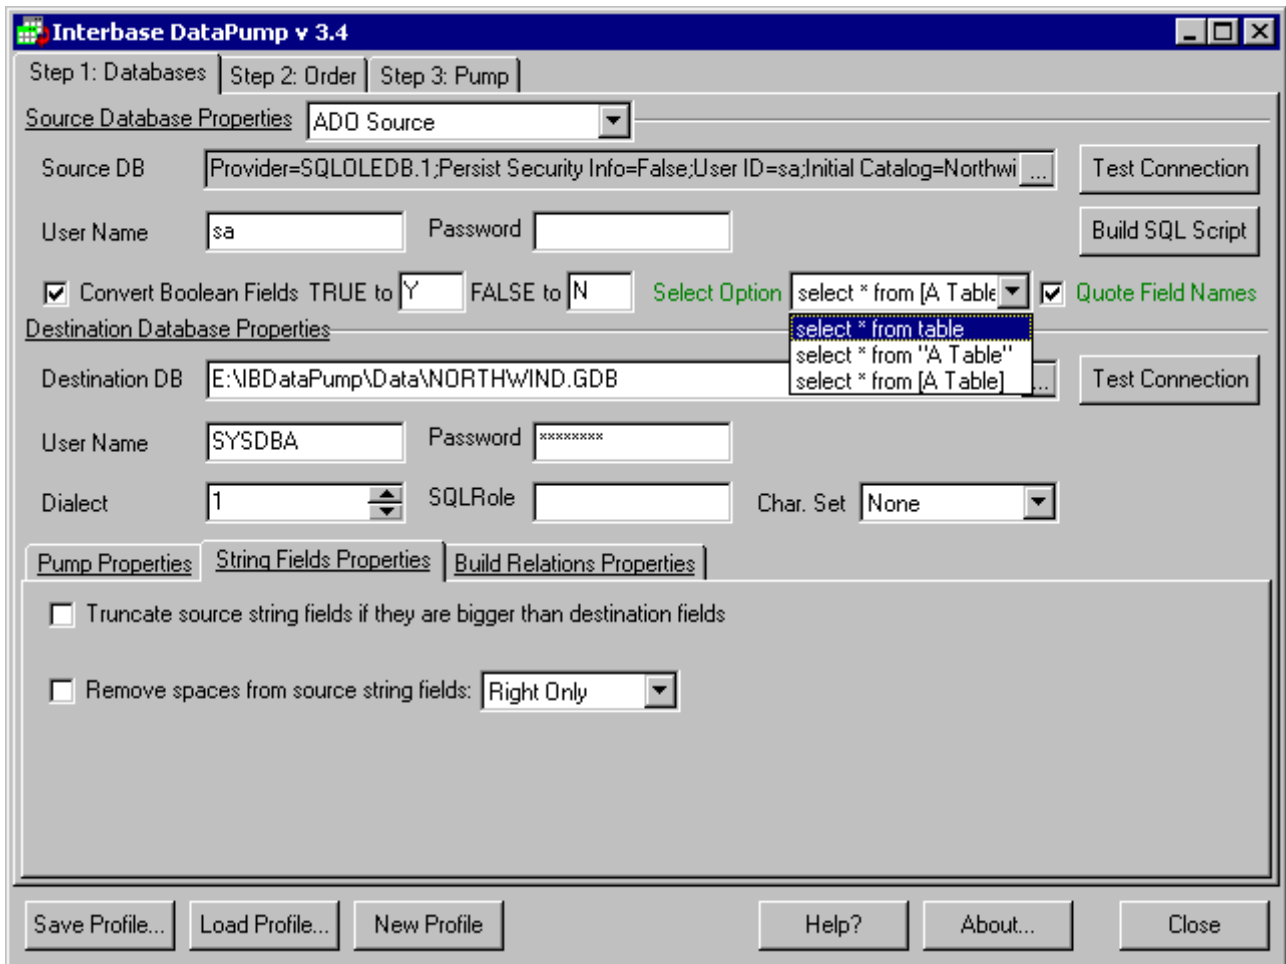 Interbase DataPump v 3.4
Step 1: Databases Step 2: Order Step 3: Pump
Source Database Properties ADO Source
Source DB Provider=SQLOLEDB.1;Persist Security Info=False;User ID=sa;Initial Catalog=Northwi ... Test Connection
User Name sa Password Build SQL Script
Convert Boolean Fields TRUE to Y FALSE to N Select Option select * from [A Table Quote Field Names
Destination Database Properties select * from table
select * from "A Table"
select * from [A Table]
Destination DB E:\IBDataPump\Data\NORTHWIND.GDB ... Test Connection
User Name SYSDBA Password ********
Dialect 1 SQLRole Char. Set None
Pump Properties String Fields Properties Build Relations Properties
Truncate source string fields if they are bigger than destination fields
Remove spaces from source string fields: Right Only
Save Profile... Load Profile... New Profile Help? About... Close